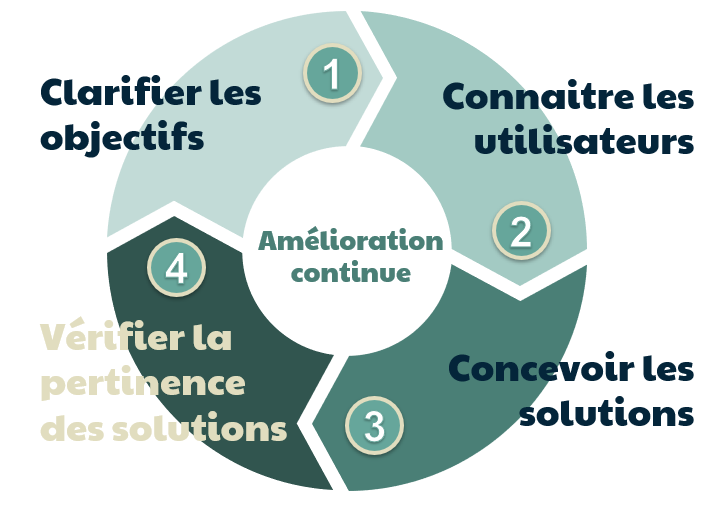 1
Clarifier les
objectifs
Connaitre les
utilisateurs
2
Amélioration
continue
4
Vérifier la
pertinence
des solutions
Concevoir les
solutions
3